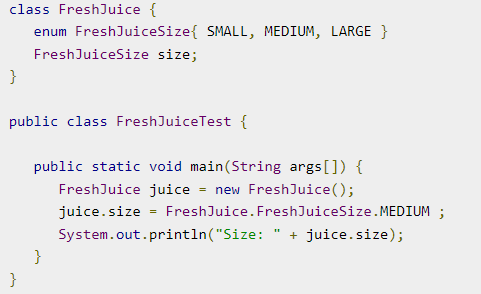 class FreshJuice {
   enum FreshJuiceSize{ SMALL, MEDIUM, LARGE }
   FreshJuiceSize size;
}

public class FreshJuiceTest {

   public static void main(String args[]) {
      FreshJuice juice = new FreshJuice();
      juice.size = FreshJuice.FreshJuiceSize.MEDIUM ;
      System.out.println("Size: " + juice.size);
   }
}